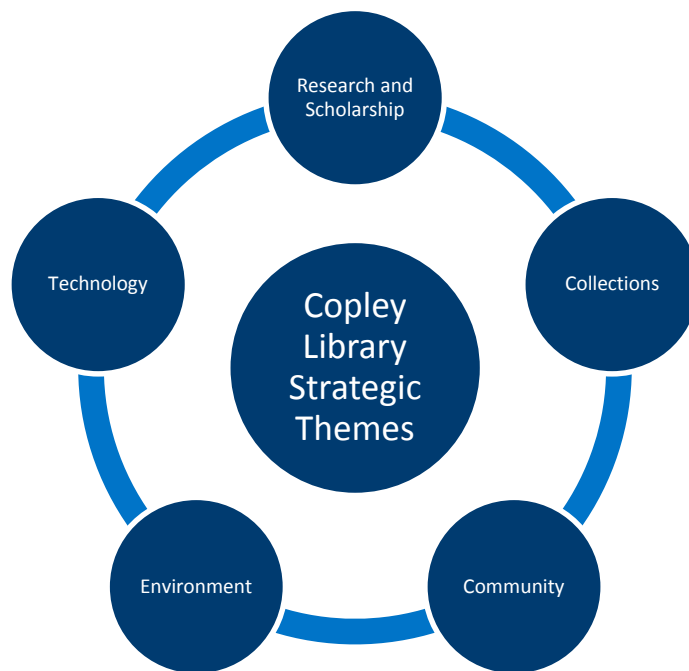 Research and
Scholarship
Technology
Collections
Copley
Library
Strategic
Themes
Environment
Community